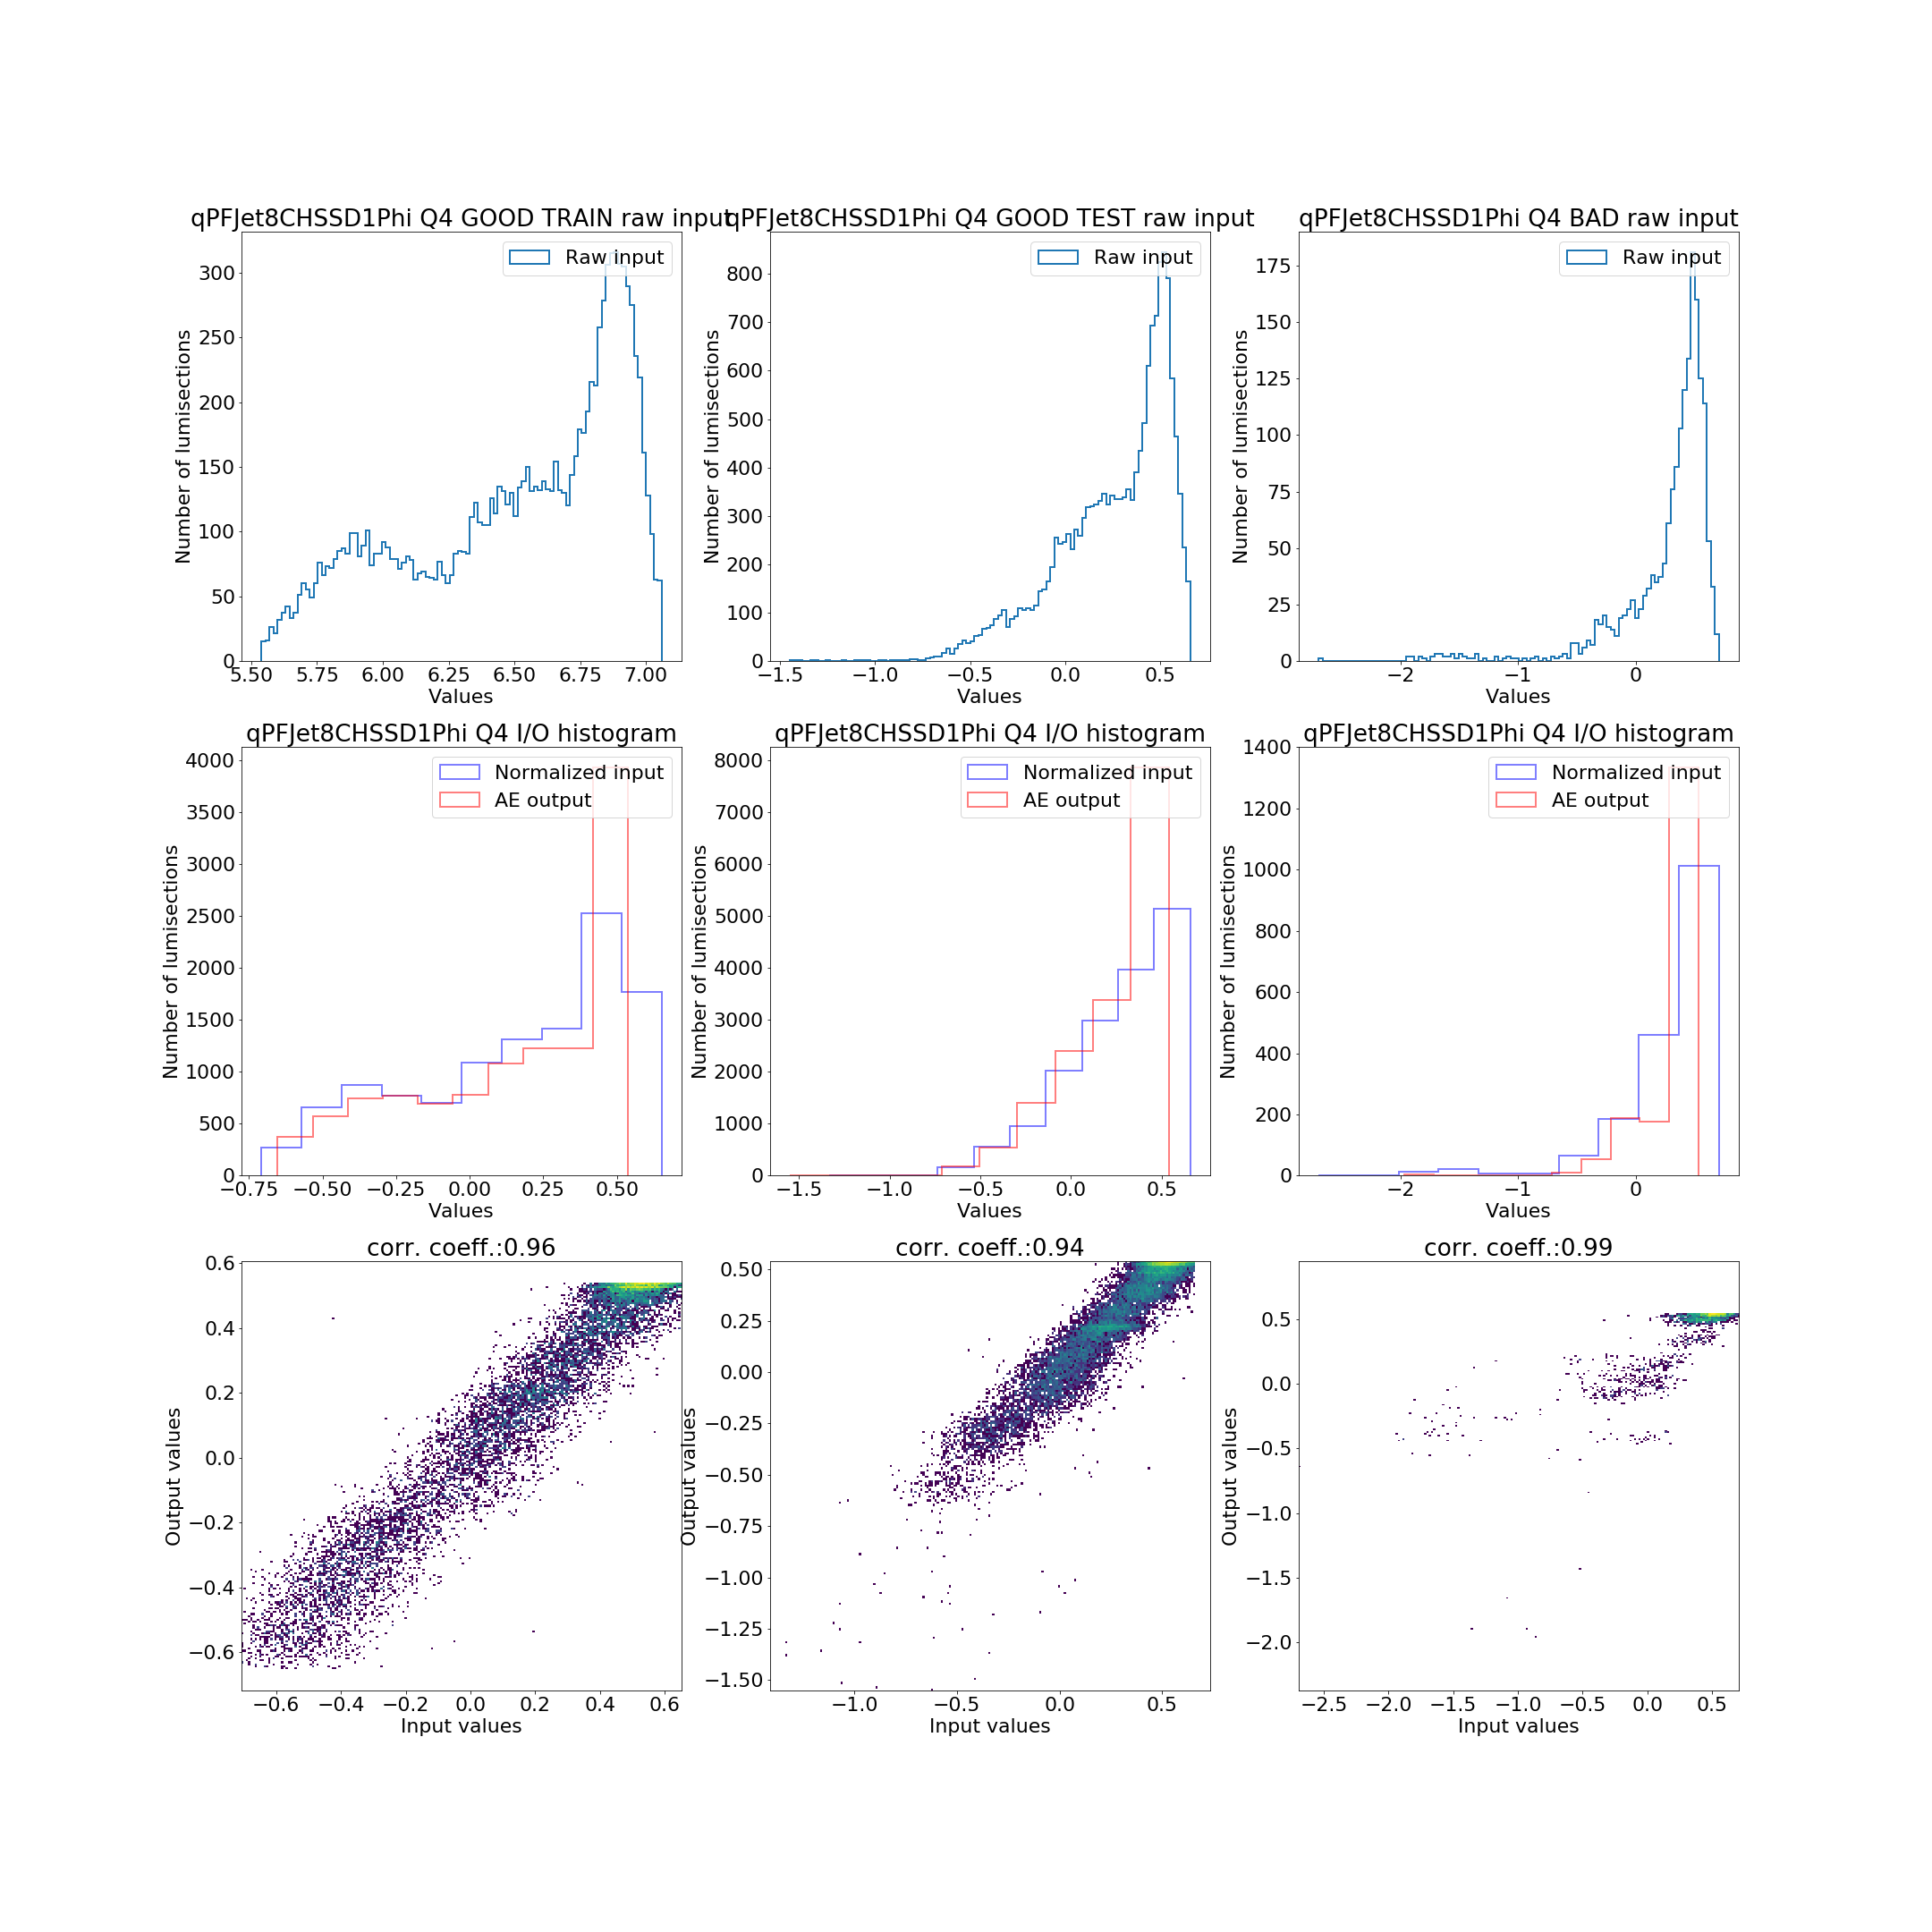 qPFJet8CHSSD1Phi Q4 GOOD TRAIN raw input
Number of lumisections
300
250
200
150
100
50
0
Raw input
5.50 5.75 6.00 6.25 6.50 6.75 7.00
Values
qPFJet8CHSSD1Phi Q4 GOOD TEST raw input
Number of lumisections
800
700
600
500
400
300
200
100
0
Raw input
−1.5 −1.0 −0.5 0.0 0.5
Values
qPFJet8CHSSD1Phi Q4 BAD raw input
Number of lumisections
175
150
125
100
75
50
25
0
Raw input
−2 −1 0
Values
qPFJet8CHSSD1Phi Q4 I/O histogram
Number of lumisections
4000
3500
3000
2500
2000
1500
1000
500
0
Normalized input
AE output
−0.75 −0.50 −0.25 0.00 0.25 0.50
Values
qPFJet8CHSSD1Phi Q4 I/O histogram
Number of lumisections
8000
7000
6000
5000
4000
3000
2000
1000
0
Normalized input
AE output
−1.5 −1.0 −0.5 0.0 0.5
Values
qPFJet8CHSSD1Phi Q4 I/O histogram
Number of lumisections
1400
1200
1000
800
600
400
200
0
Normalized input
AE output
−2 −1 0
Values
corr. coeff.:0.96
Output values
0.6
0.4
0.2
0.0
−0.2
−0.4
−0.6
−0.6 −0.4 −0.2 0.0 0.2 0.4 0.6
Input values
corr. coeff.:0.94
Output values
0.50
0.25
0.00
−0.25
−0.50
−0.75
−1.00
−1.25
−1.50
−1.0 −0.5 0.0 0.5
Input values
corr. coeff.:0.99
Output values
0.5
0.0
−0.5
−1.0
−1.5
−2.0
−2.5 −2.0 −1.5 −1.0 −0.5 0.0 0.5
Input values